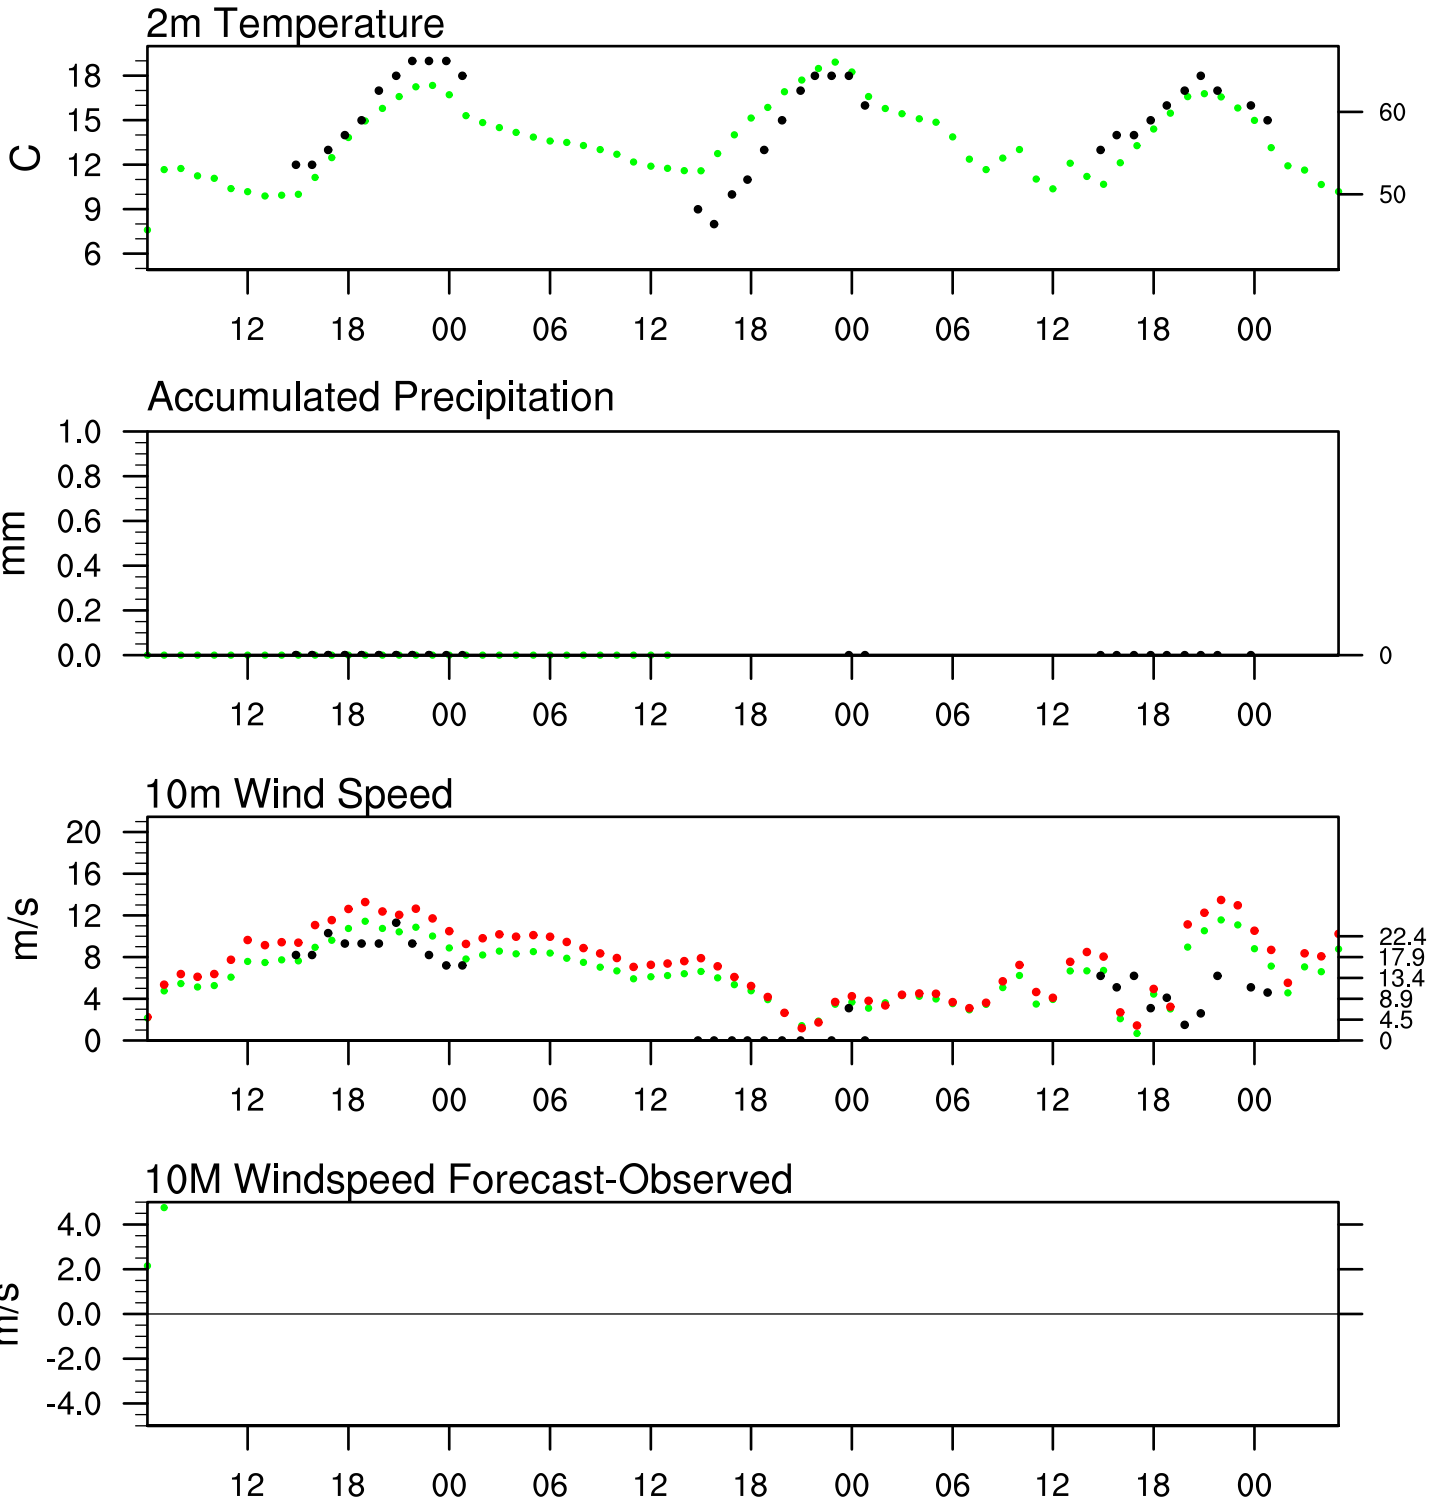 2m Temperature
18
15
12
9
6
C
60
50
12 18 00 06 12 18 00 06 12 18 00
Accumulated Precipitation
1.0
0.8
0.6
0.4
0.2
0.0
mm
0
12 18 00 06 12 18 00 06 12 18 00
10m Wind Speed
20
16
12
8
4
0
m/s
22.4
17.9
13.4
8.9
4.5
0
12 18 00 06 12 18 00 06 12 18 00
10M Windspeed Forecast-Observed
4.0
2.0
0.0
-2.0
-4.0
m/s
12 18 00 06 12 18 00 06 12 18 00